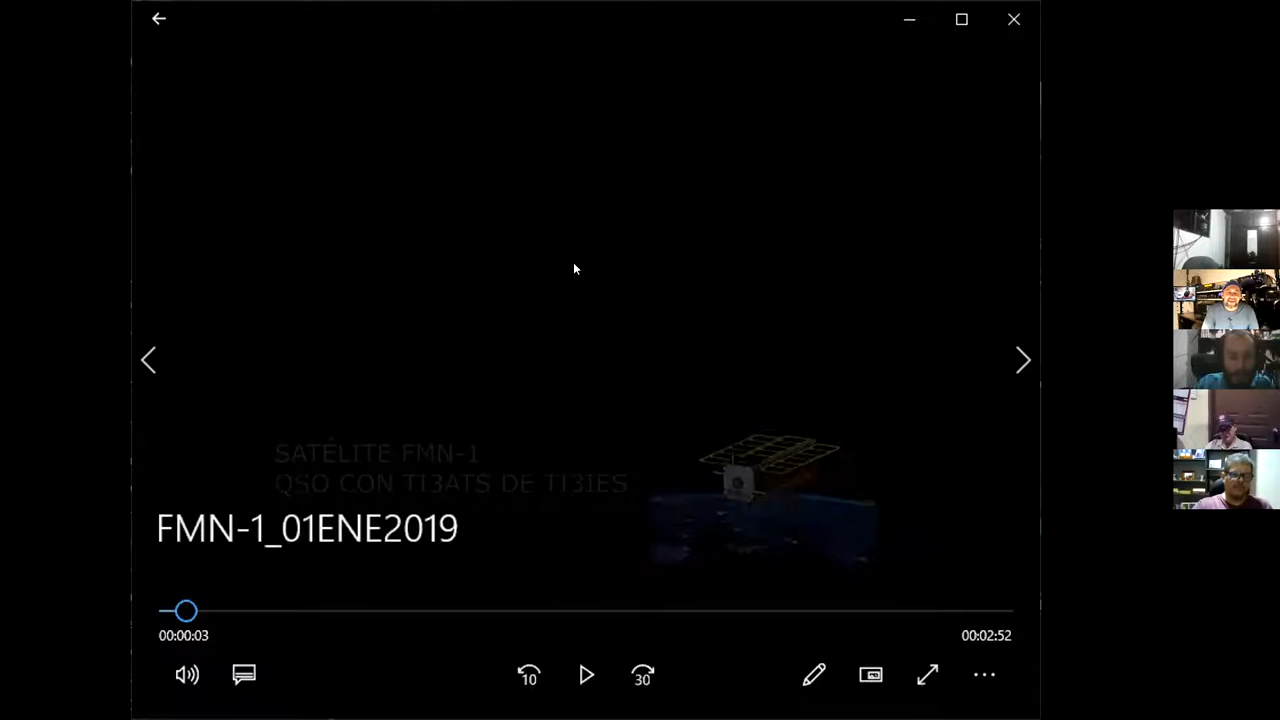 SATÉLITE FMN-1
QSO CON TI3ATS DE TI3IES
FMN-1_01ENE2019
00:00:03
00:02:52
10
30